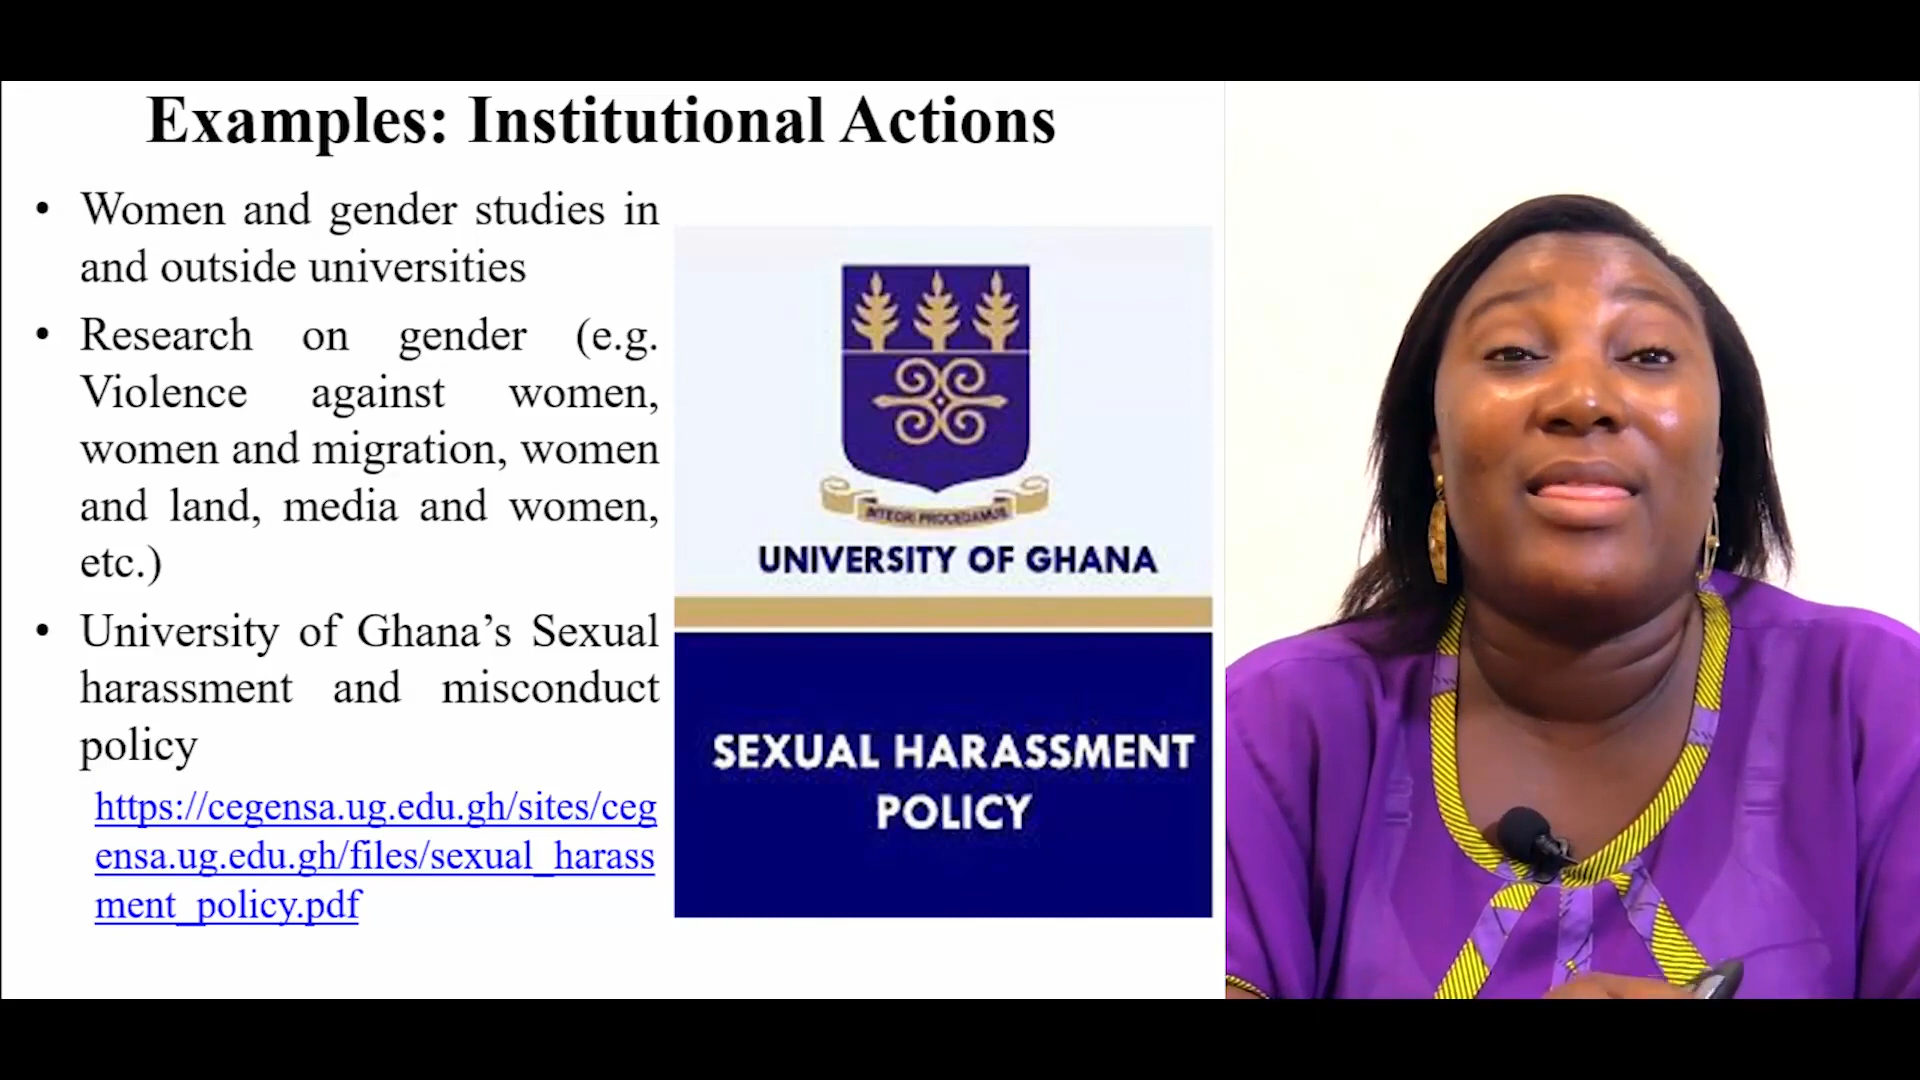 Examples: Institutional Actions
• Women and gender studies in
and outside universities
• Research on gender (e.g.
Violence against women,
women and migration, women
and land, media and women,
etc.)
• University of Ghana’s Sexual
harassment and misconduct
policy
https://cegensa.ug.edu.gh/sites/ceg
ensa.ug.edu.gh/files/sexual_harass
ment_policy.pdf
INTEGRI PROCEDAMUS
UNIVERSITY OF GHANA
SEXUAL HARASSMENT
POLICY